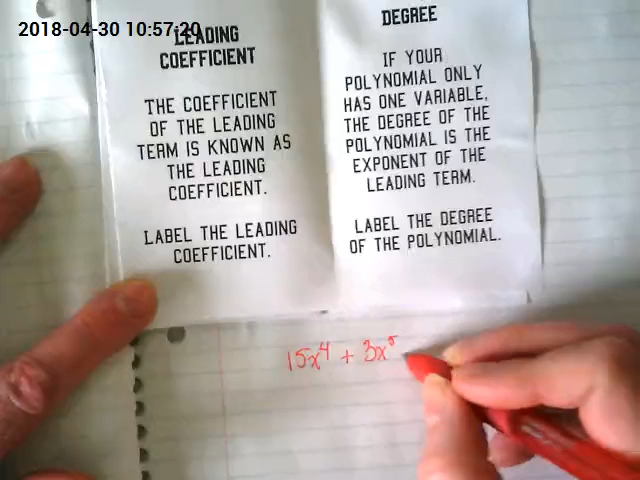 2018-04-30 10:57:20
LEADING
COEFFICIENT
THE COEFFICIENT
OF THE LEADING
TERM IS KNOWN AS
THE LEADING
COEFFICIENT.
LABEL THE LEADING
COEFFICIENT.
DEGREE
IF YOUR
POLYNOMIAL ONLY
HAS ONE VARIABLE,
THE DEGREE OF THE
POLYNOMIAL IS THE
EXPONENT OF THE
LEADING TERM.
LABEL THE DEGREE
OF THE POLYNOMIAL.
15x⁴ + 3x⁵